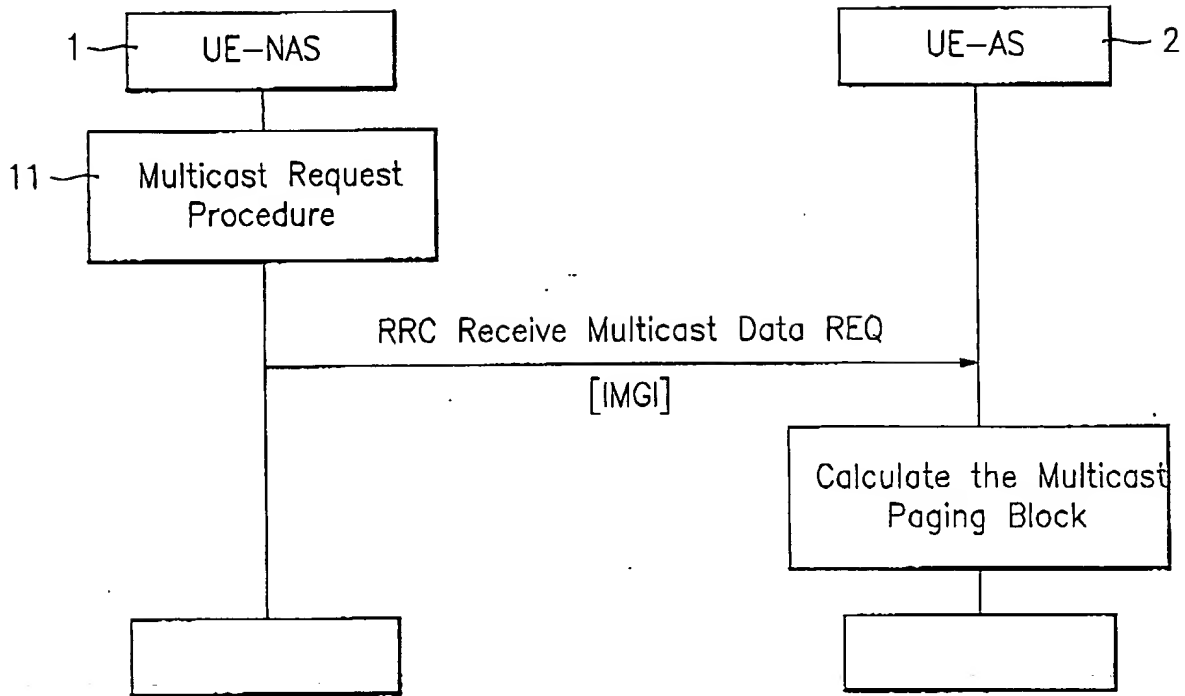 1
UE-NAS
UE-AS
2
11
Multicast Request
Procedure
RRC Receive Multicast Data REQ
[IMGI]
Calculate the Multicast
Paging Block